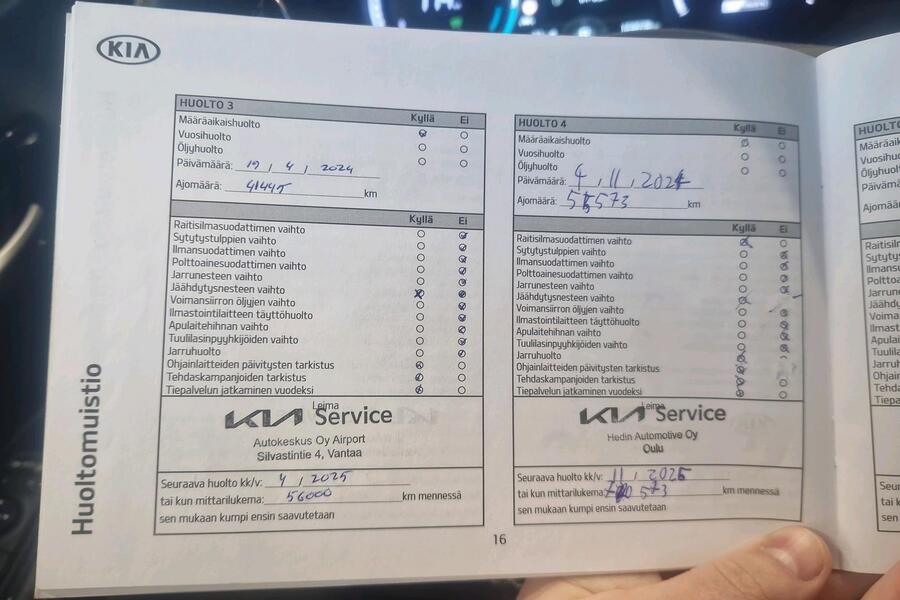 KIA
HUOLTO 3
Kyllä Ei
Määräaikaishuolto
Vuosihuolto
Öljyhuolto
Päivämäärä: 19 , 4 , 2024
Ajomäärä: 41445 km
Kyllä Ei
Raitisilmasuodattimen vaihto
Sytytystulppien vaihto
Ilmansuodattimen vaihto
Polttoainesuodattimen vaihto
Jarrunesteen vaihto
Jäähdytysnesteen vaihto
Voimansiirron öljyjen vaihto
Ilmastointilaitteen täyttöhuolto
Apulaitehihnan vaihto
Tuulilasinpyyhkijöiden vaihto
Jarruhuolto
Ohjainlaitteiden päivitysten tarkistus
Tehdaskampanjoiden tarkistus
Tiepalvelun jatkaminen vuodeksi
Leima
KIA Service
Autokeskus Oy Airport
Silvastintie 4, Vantaa
Seuraava huolto kk/v: 4 , 2025
tai kun mittarilukema: 56000 km mennessä
sen mukaan kumpi ensin saavutetaan
HUOLTO 4
Kyllä Ei
Määräaikaishuolto
Vuosihuolto
Öljyhuolto
Päivämäärä: 4 , 11 , 2024
Ajomäärä: 55573 km
Kyllä Ei
Raitisilmasuodattimen vaihto
Sytytystulppien vaihto
Ilmansuodattimen vaihto
Polttoainesuodattimen vaihto
Jarrunesteen vaihto
Jäähdytysnesteen vaihto
Voimansiirron öljyjen vaihto
Ilmastointilaitteen täyttöhuolto
Apulaitehihnan vaihto
Tuulilasinpyyhkijöiden vaihto
Jarruhuolto
Ohjainlaitteiden päivitysten tarkistus
Tehdaskampanjoiden tarkistus
Tiepalvelun jatkaminen vuodeksi
Leima
KIA Service
Hedin Automotive Oy
Oulu
Seuraava huolto kk/v: 11 ,
tai kun mittarilukema: km mennessä
sen mukaan kumpi ensin saavutetaan
Huoltomuistio
16